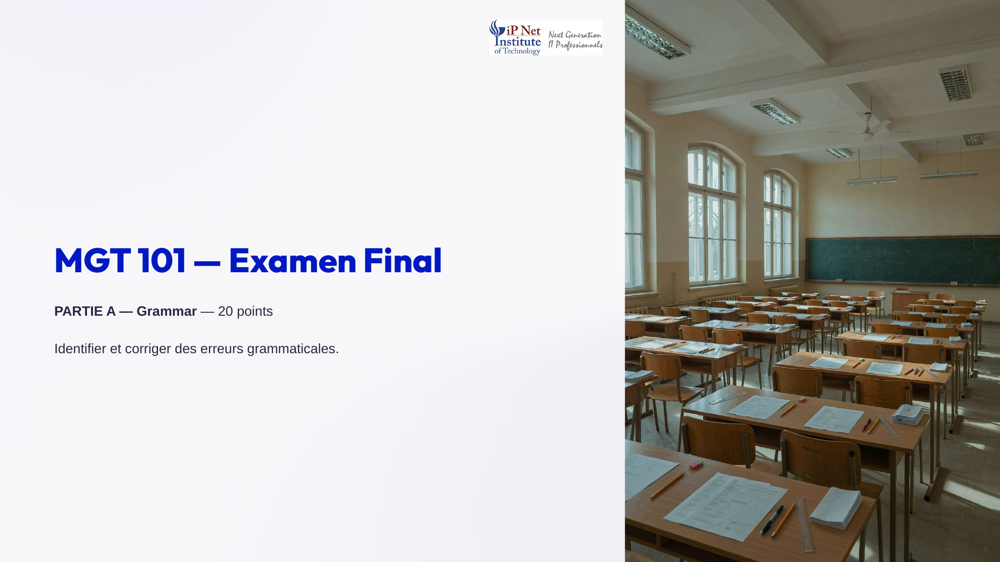 iP Net
Institute
of Technology
Next Generation
IT Professionnels
MGT 101 — Examen Final
PARTIE A — Grammar — 20 points
Identifier et corriger des erreurs grammaticales.